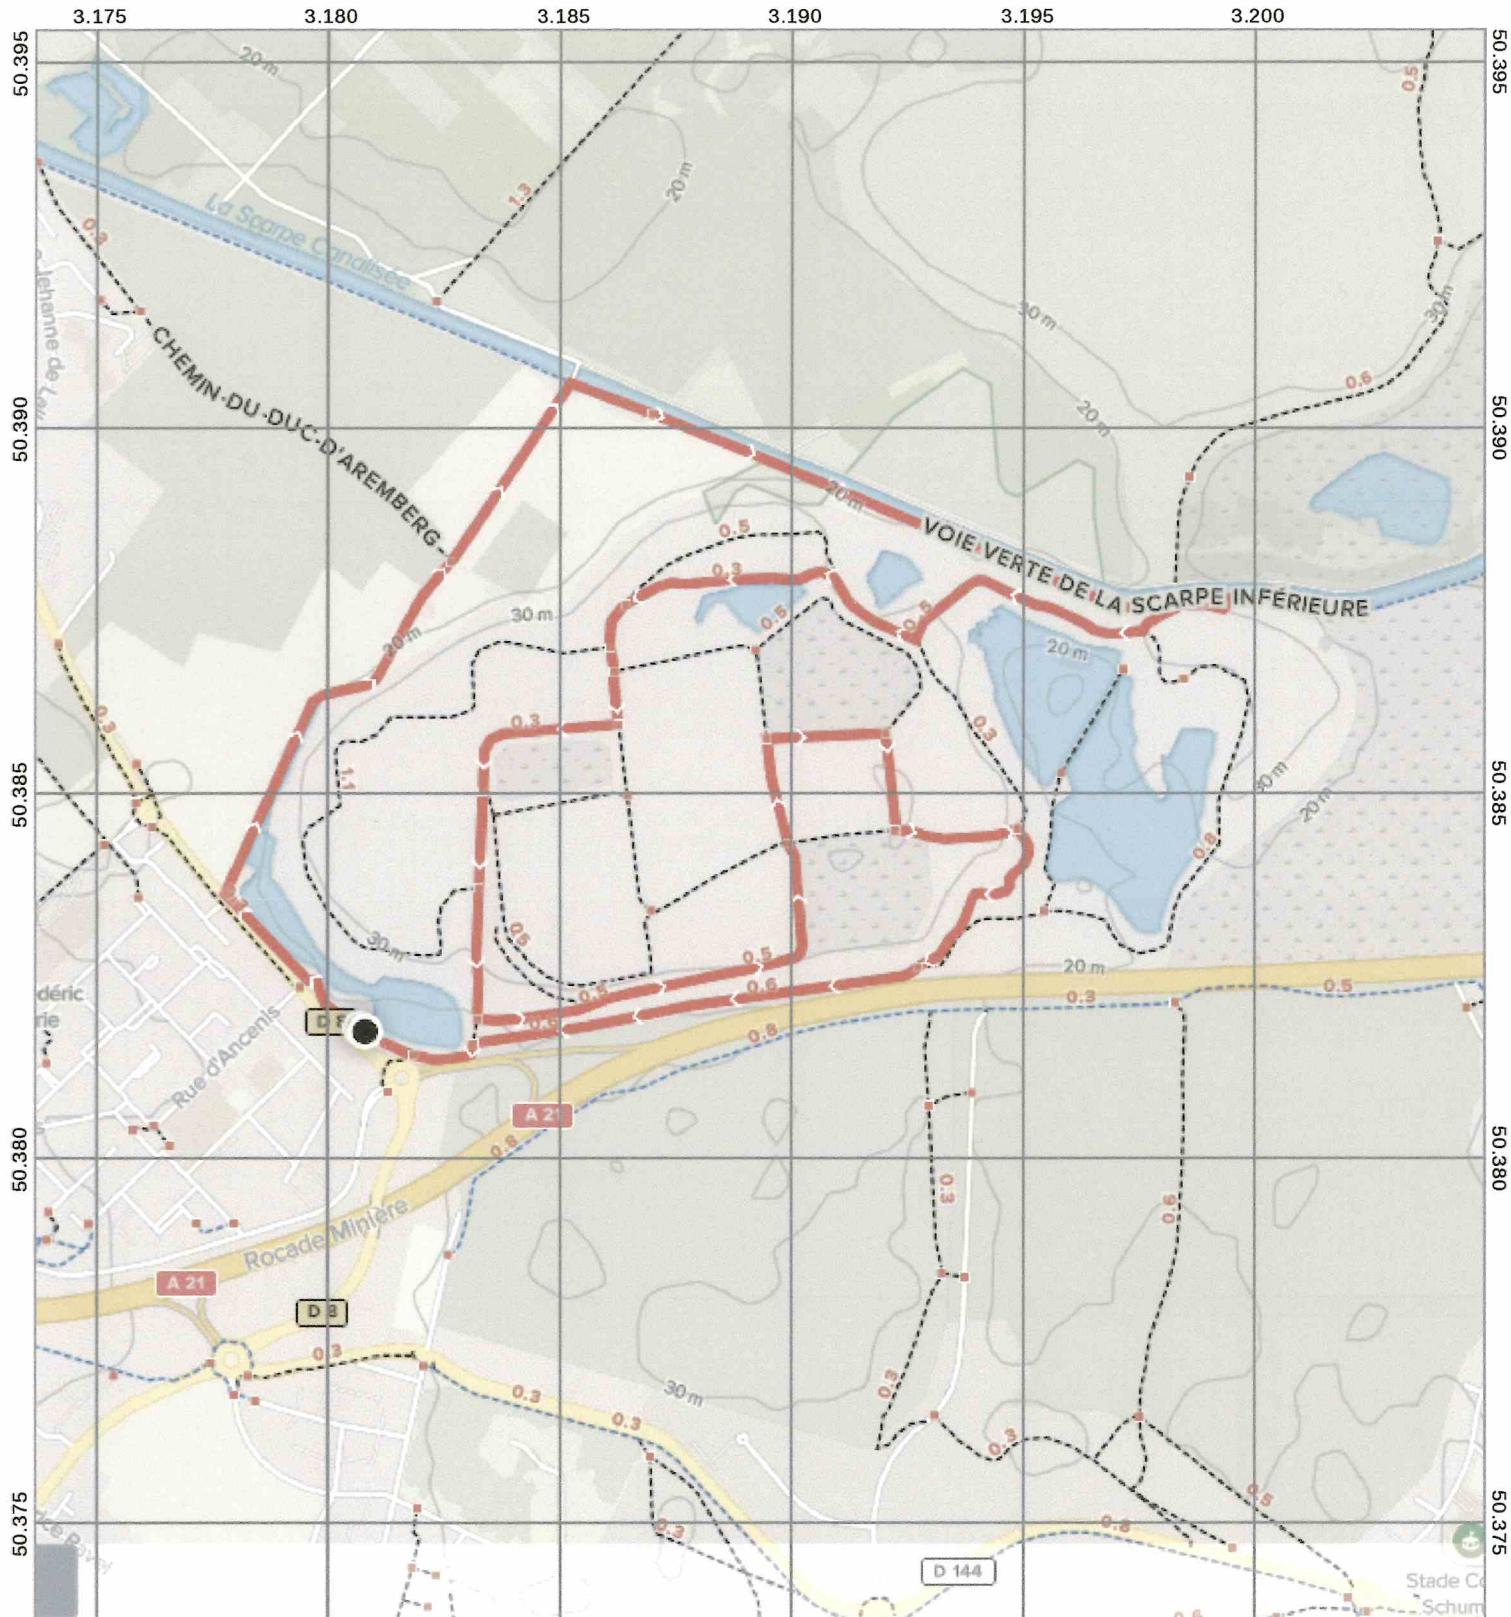 3.175 3.180 3.185 3.190 3.195 3.200
50.395
50.395
20 m
0.5
1.3
20 m
La Scarpe Canalisée
0.3
Jehanne de
30 m
30 m
CHEMIN-DU-DUC-D'AREMBERG
0.6
20 m
50.390
50.390
20 m
VOIE VERTE DE LA SCARPE INFÉRIEURE
0.5
0.3
0.5
0.5
30 m
20 m
20 m
0.3
0.3
0.3
1.1
30 m
20 m
50.385
50.385
0.8
30 m
0.5
0.5
20 m
0.5
0.6
0.3
0.5
D 8
0.8
Rue d'Ancenis
A 21
0.8
50.380
50.380
0.3
0.6
Rocade Minière
A 21
D 8
0.3
0.3
0.3
0.3
30 m
0.3
0.5
50.375
50.375
0.3
0.8
D 144
Stade
Schum